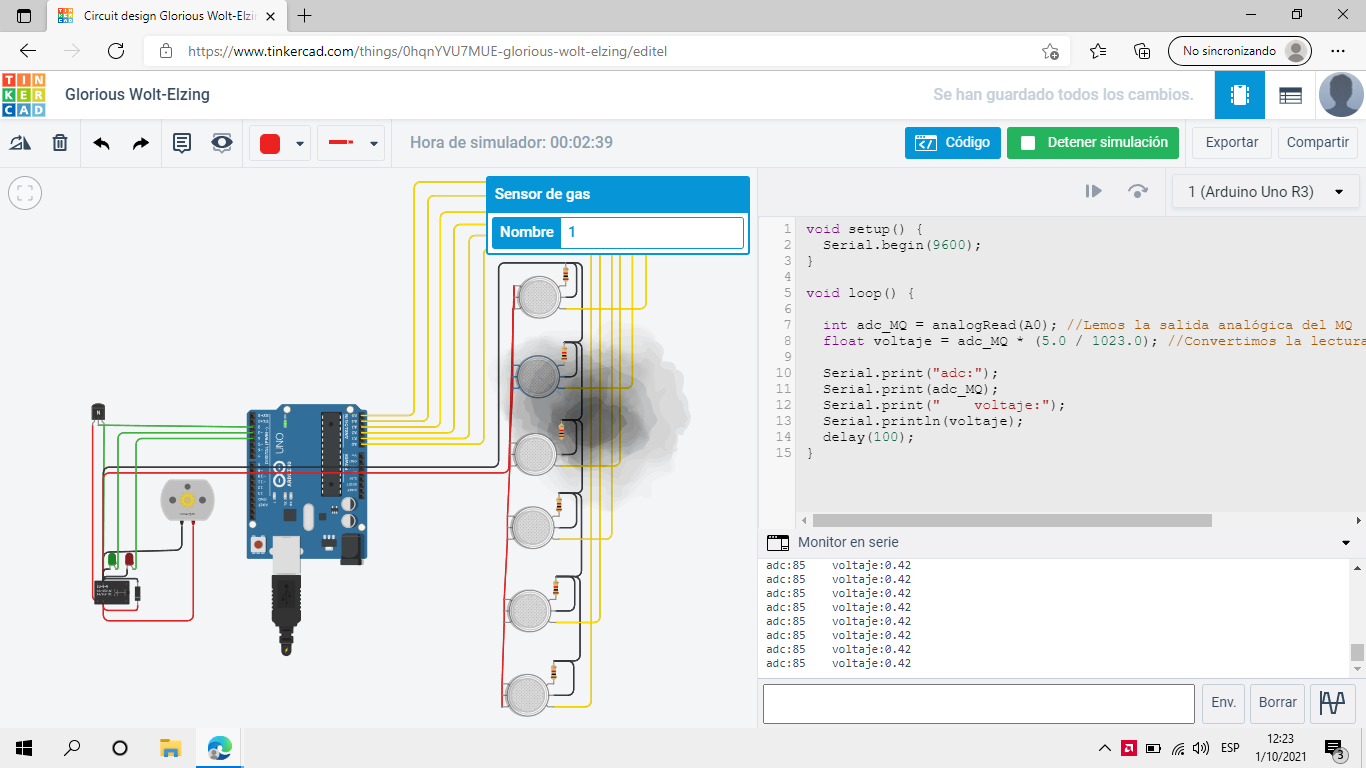 Circuit design Glorious Wolt-Elzin
https://www.tinkercad.com/things/0hqnYVU7MUE-glorious-wolt-elzing/editel
No sincronizando
TIN
KER
CAD
Glorious Wolt-Elzing
Se han guardado todos los cambios.
Hora de simulador: 00:02:39
Código
Detener simulación
Exportar
Compartir
Sensor de gas
Nombre 1
1 (Arduino Uno R3)
1 void setup() {
2 Serial.begin(9600);
3 }
4
5 void loop() {
6
7 int adc_MQ = analogRead(A0); //Lemos la salida analógica del MQ
8 float voltaje = adc_MQ * (5.0 / 1023.0); //Convertimos la lectura
9
10 Serial.print("adc:");
11 Serial.print(adc_MQ);
12 Serial.print("    voltaje:");
13 Serial.println(voltaje);
14 delay(100);
15 }
UNO
ARDUINO
Monitor en serie
adc:85    voltaje:0.42
adc:85    voltaje:0.42
adc:85    voltaje:0.42
adc:85    voltaje:0.42
adc:85    voltaje:0.42
adc:85    voltaje:0.42
adc:85    voltaje:0.42
adc:85    voltaje:0.42
Env.
Borrar
ESP
12:23
1/10/2021
3